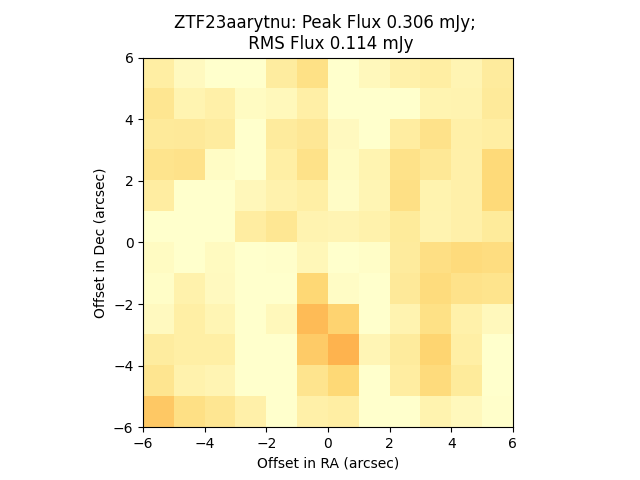 ZTF23aarytnu: Peak Flux 0.306 mJy;
RMS Flux 0.114 mJy
6
4
2
0
−2
−4
−6
Offset in Dec (arcsec)
−6 −4 −2 0 2 4 6
Offset in RA (arcsec)